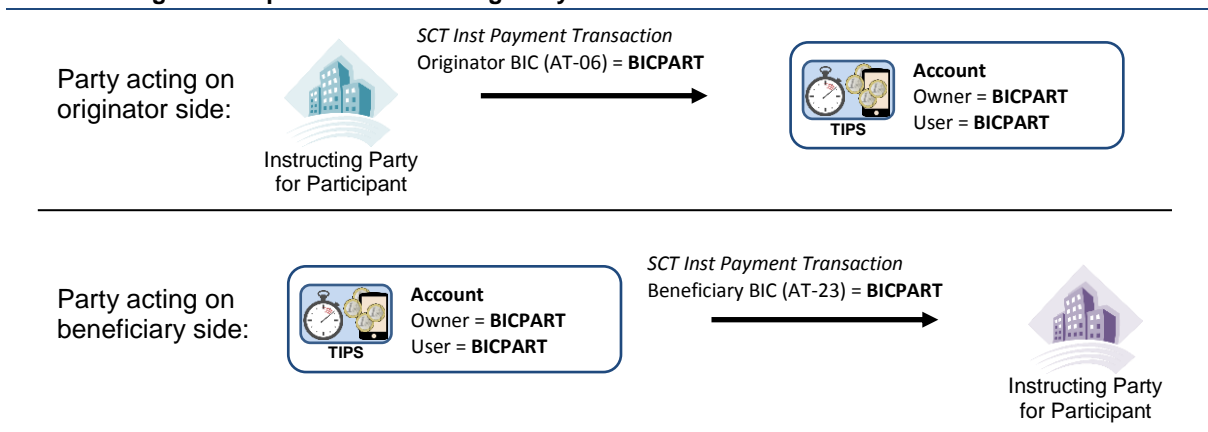 SCT Inst Payment Transaction
Originator BIC (AT-06) = BICPART
Party acting on
originator side:
Account
Owner = BICPART
User = BICPART
TIPS
Instructing Party
for Participant
SCT Inst Payment Transaction
Beneficiary BIC (AT-23) = BICPART
Party acting on
beneficiary side:
Account
Owner = BICPART
User = BICPART
TIPS
Instructing Party
for Participant